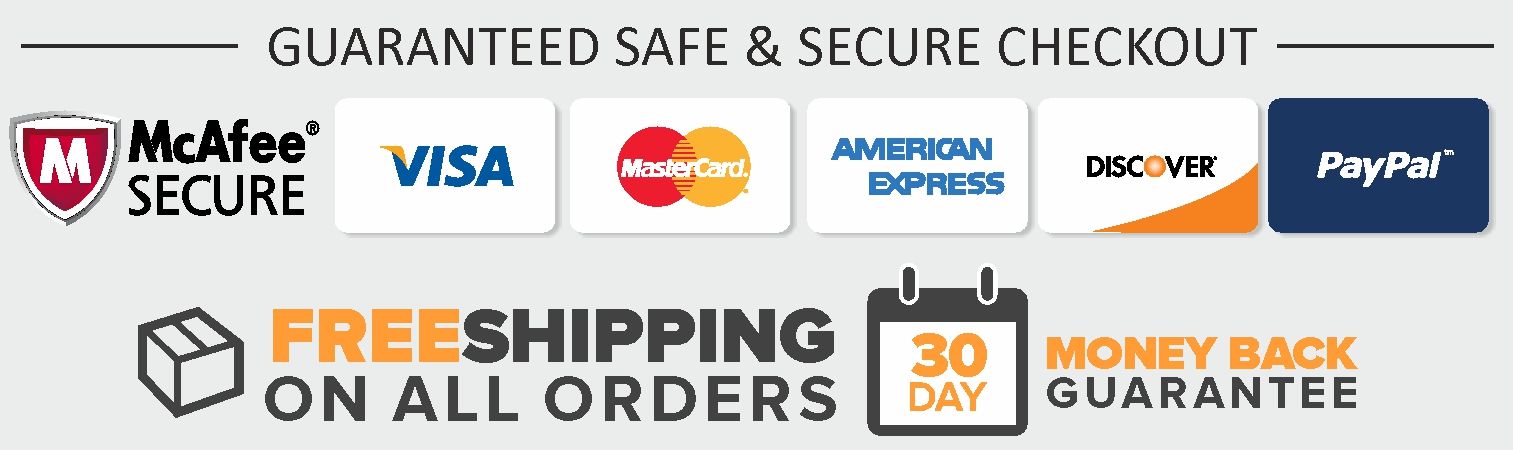 GUARANTEED SAFE & SECURE CHECKOUT
M McAfee®
SECURE
VISA
MasterCard.
AMERICAN
EXPRESS
DISCOVER®
PayPal™
FREESHIPPING
ON ALL ORDERS
30
DAY
MONEY BACK
GUARANTEE